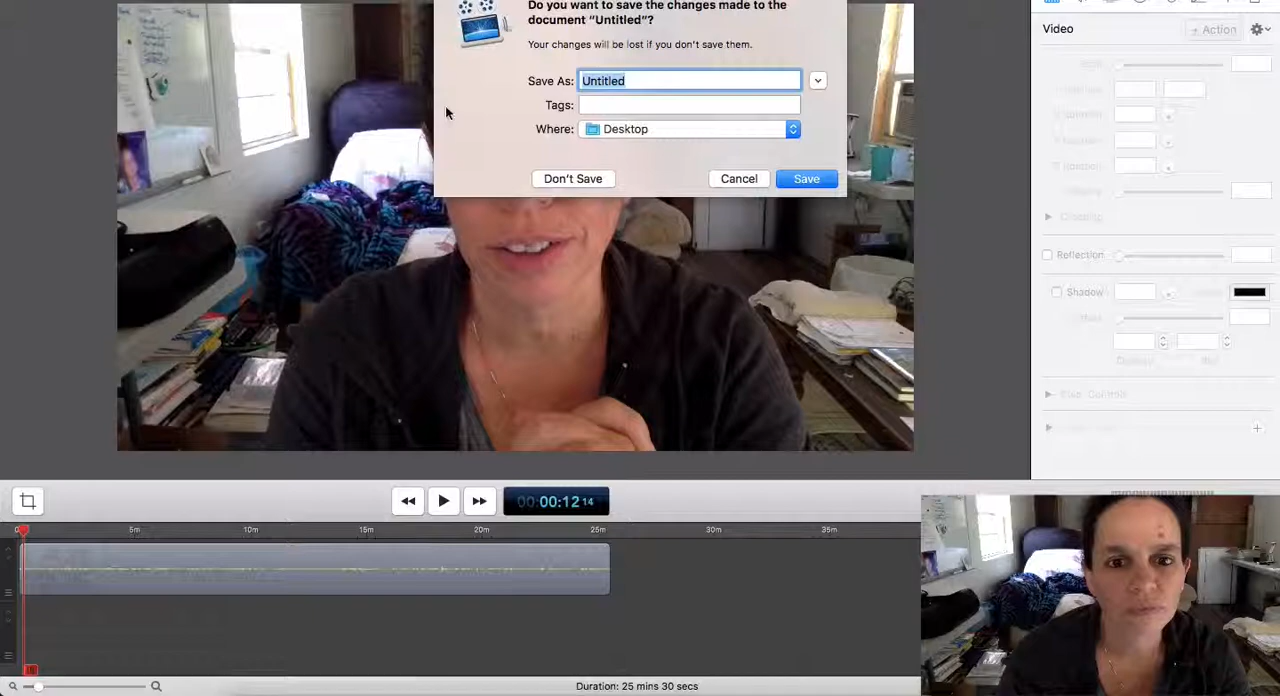 Do you want to save the changes made to the
document “Untitled”?
Your changes will be lost if you don’t save them.
Save As: Untitled
Tags:
Where: Desktop
Don’t Save Cancel Save
Video
Action
Reflection
Shadow
00:00:12 14
5m 10m 15m 20m 25m 30m 35m
Duration: 25 mins 30 secs